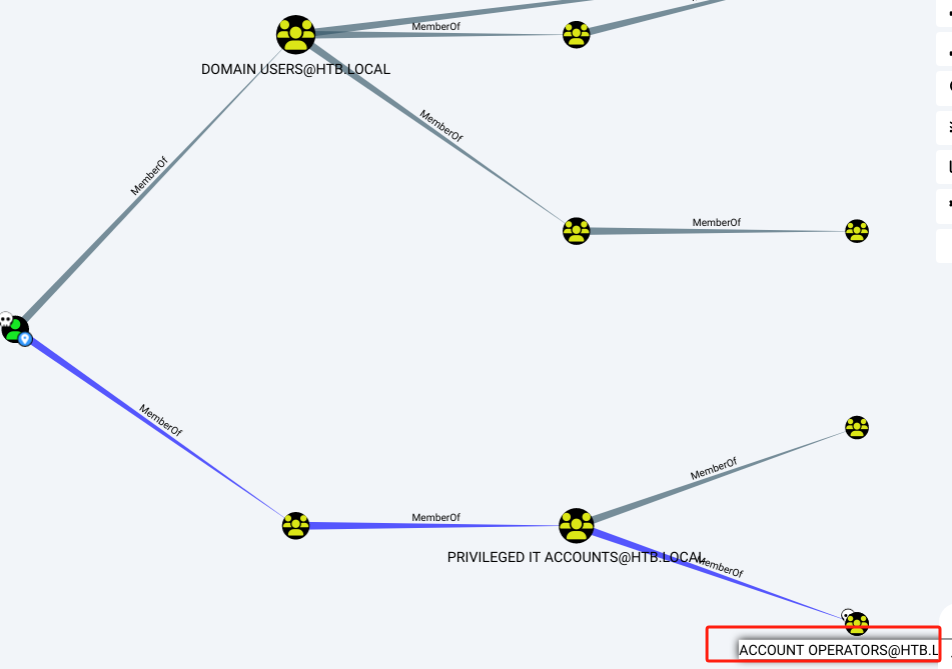 MemberOf
DOMAIN USERS@HTB.LOCAL
MemberOf
MemberOf
MemberOf
MemberOf
MemberOf
MemberOf
PRIVILEGED IT ACCOUNTS@HTB.LOCAL
MemberOf
MemberOf
ACCOUNT OPERATORS@HTB.L